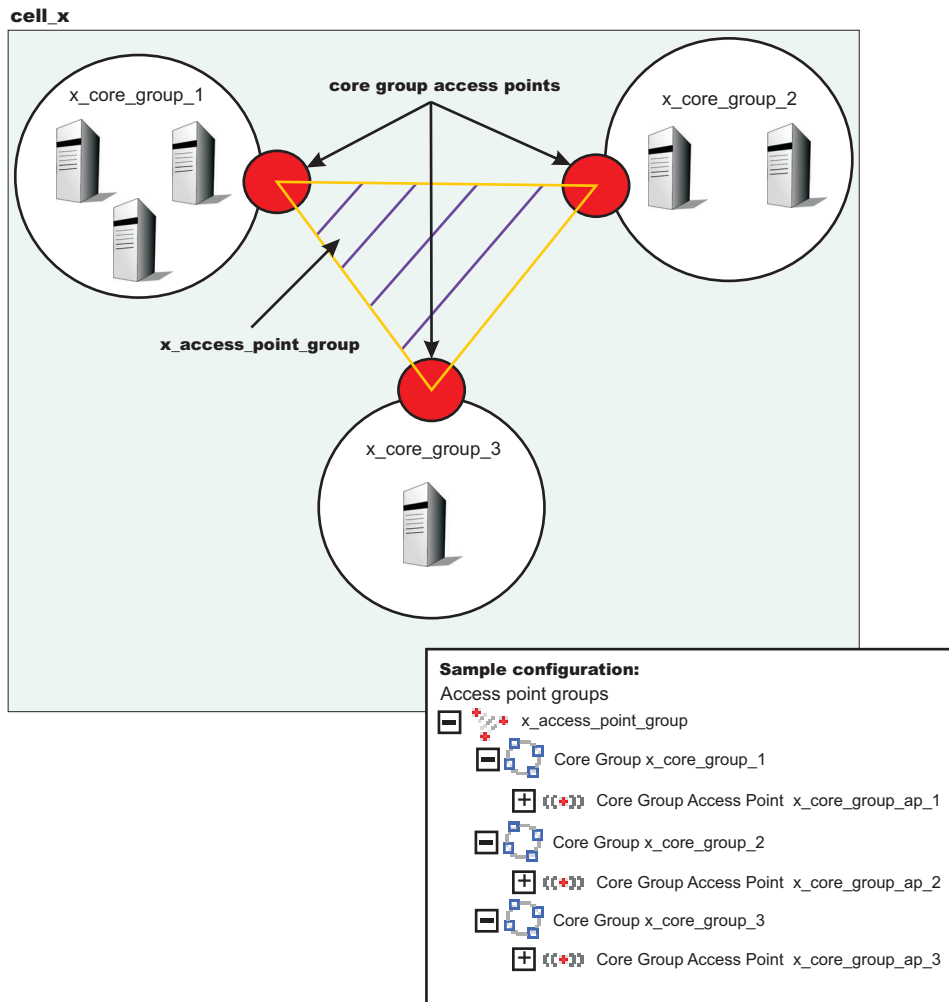 cell_x
x_core_group_1
core group access points
x_core_group_2
x_access_point_group
x_core_group_3
Sample configuration:
Access point groups
x_access_point_group
Core Group x_core_group_1
Core Group Access Point x_core_group_ap_1
Core Group x_core_group_2
Core Group Access Point x_core_group_ap_2
Core Group x_core_group_3
Core Group Access Point x_core_group_ap_3